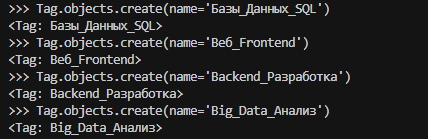 >>> Tag.objects.create(name='Базы_Данных_SQL')
<Tag: Базы_Данных_SQL>
>>> Tag.objects.create(name='Веб_Frontend')
<Tag: Веб_Frontend>
>>> Tag.objects.create(name='Backend_Разработка')
<Tag: Backend_Разработка>
>>> Tag.objects.create(name='Big_Data_Анализ')
<Tag: Big_Data_Анализ>